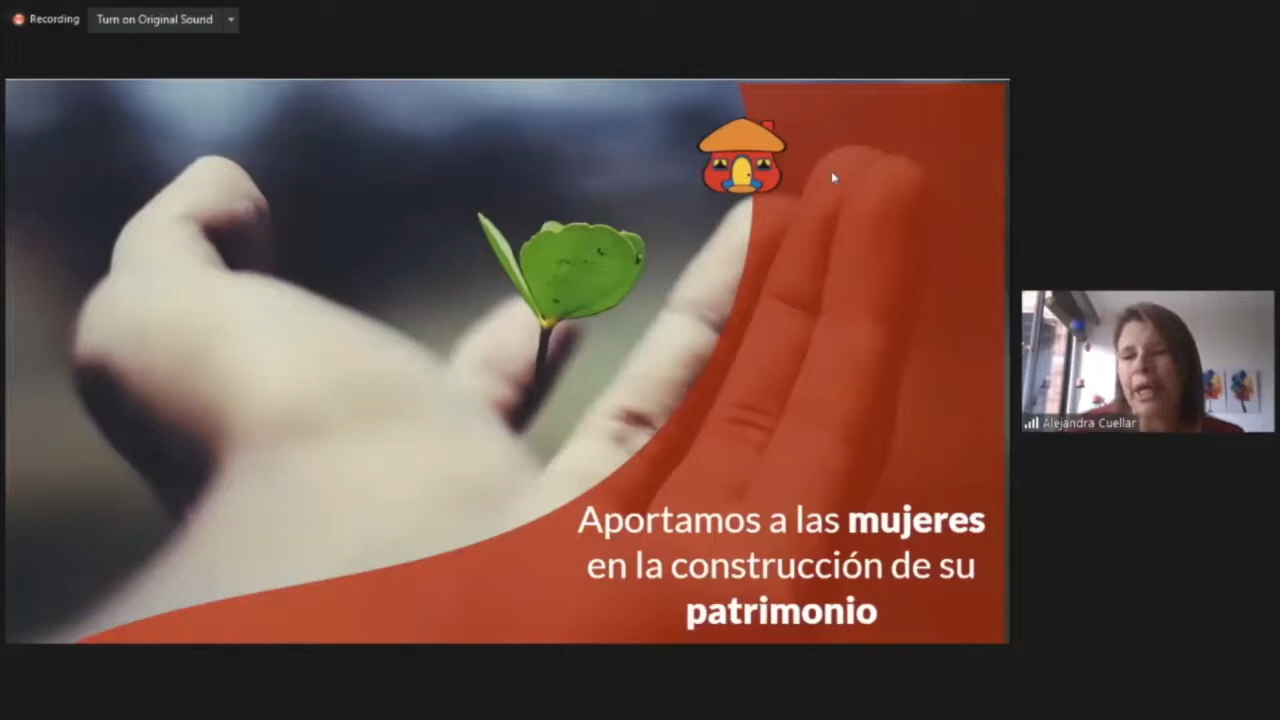 Recording
Turn on Original Sound
Alejandra Cuellar
Aportamos a las mujeres
en la construcción de su
patrimonio